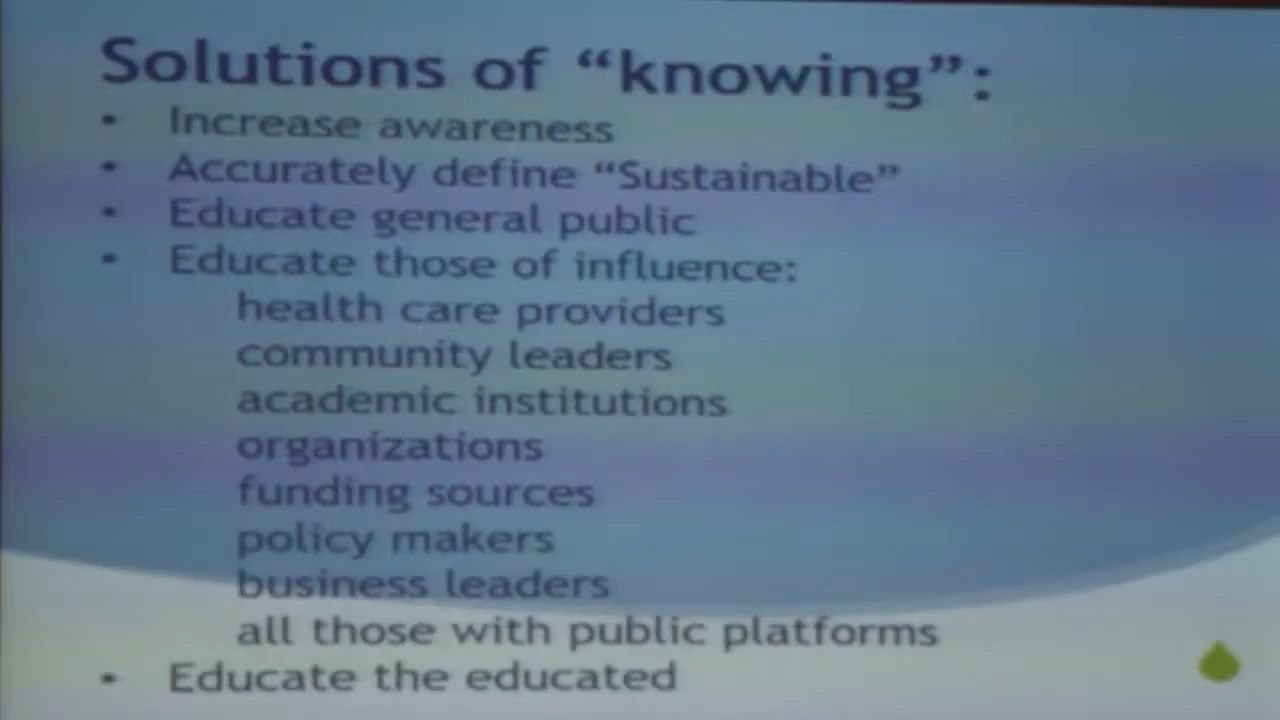 Solutions of “knowing”:
• Increase awareness
• Accurately define “Sustainable”
• Educate general public
• Educate those of influence:
health care providers
community leaders
academic institutions
organizations
funding sources
policy makers
business leaders
all those with public platforms
• Educate the educated